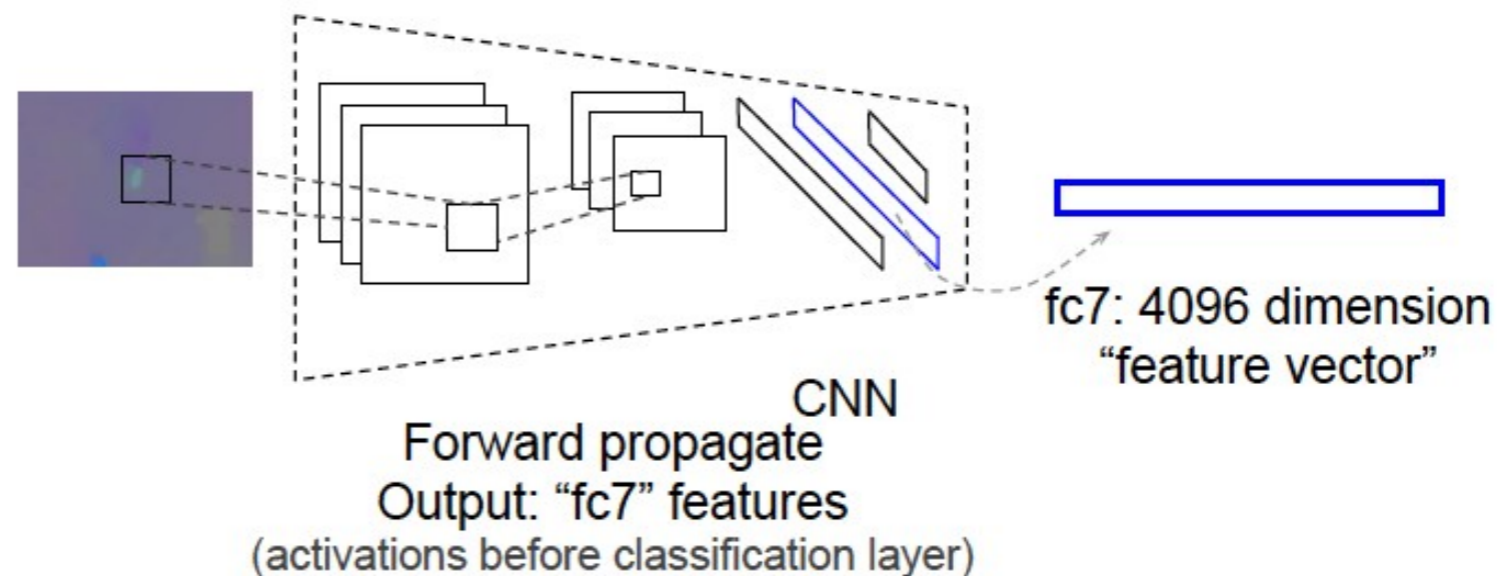 CNN
Forward propagate
Output: “fc7” features
(activations before classification layer)
fc7: 4096 dimension
“feature vector”